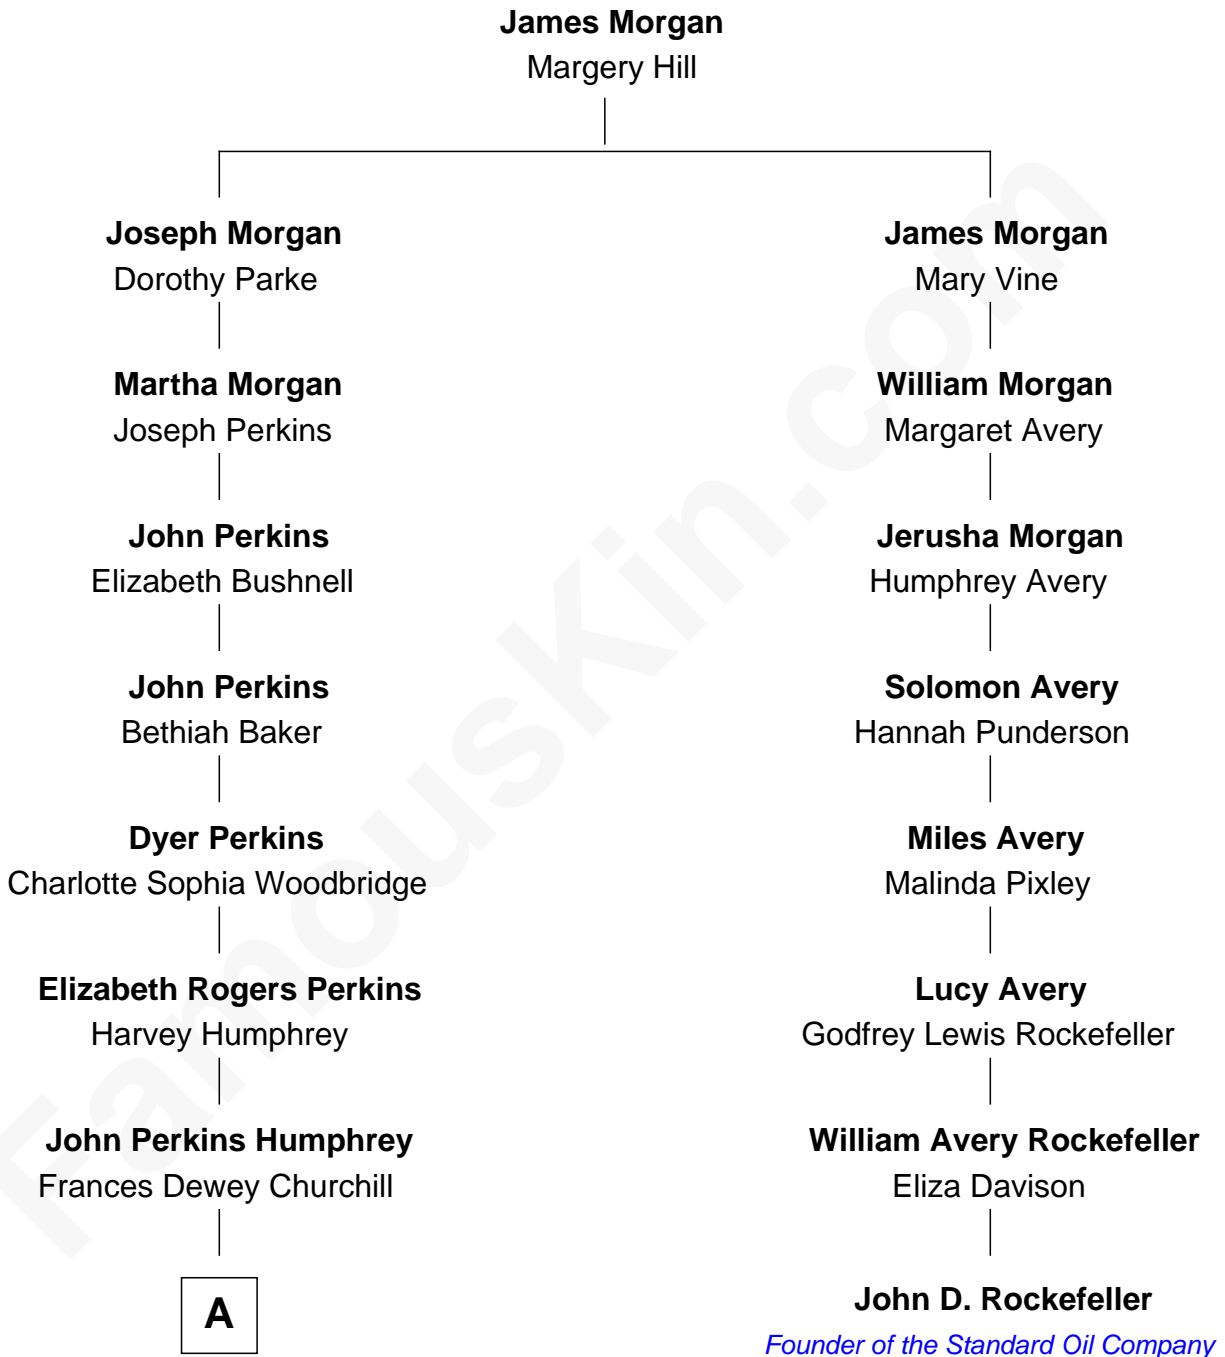 James Morgan
Margery Hill
Joseph Morgan
Dorothy Parke
James Morgan
Mary Vine
Martha Morgan
Joseph Perkins
William Morgan
Margaret Avery
John Perkins
Elizabeth Bushnell
Jerusha Morgan
Humphrey Avery
John Perkins
Bethiah Baker
Solomon Avery
Hannah Punderson
Dyer Perkins
Charlotte Sophia Woodbridge
Miles Avery
Malinda Pixley
Elizabeth Rogers Perkins
Harvey Humphrey
Lucy Avery
Godfrey Lewis Rockefeller
John Perkins Humphrey
Frances Dewey Churchill
William Avery Rockefeller
Eliza Davison
A
John D. Rockefeller
Founder of the Standard Oil Company
FamousKin.com